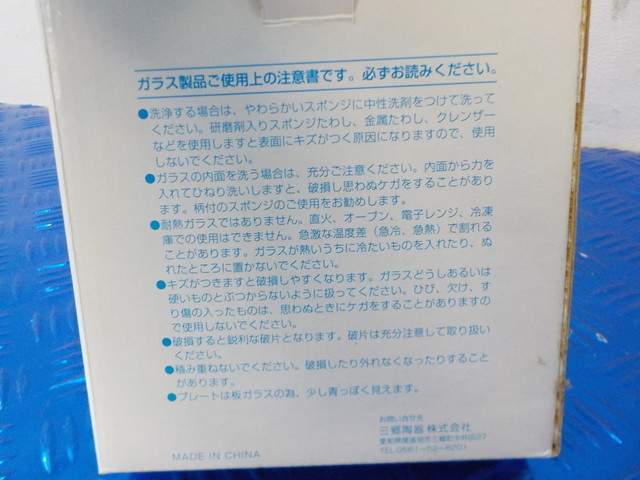 ガラス製品ご使用上の注意書です。必ずお読みください。
●洗浄する場合は、やわらかいスポンジに中性洗剤をつけて洗って
ください。研磨剤入りスポンジたわし、金属たわし、クレンザー
などを使用しますと表面にキズがつく原因になりますので、使用
しないでください。
●ガラスの内面を洗う場合は、充分ご注意ください。内面から力を
入れてひねり洗いしますと、破損し思わぬケガをすることがあり
ます。柄付のスポンジのご使用をお勧めします。
●耐熱ガラスではありません。直火、オーブン、電子レンジ、冷凍
庫での使用はできません。急激な温度差（急冷、急熱）で割れる
ことがあります。ガラスが熱いうちに冷たいものを入れたり、ぬ
れたところに置かないでください。
●キズがつきますと破損しやすくなります。ガラスどうしあるいは
硬いものとぶつからないように扱ってください。ひび、欠け、す
り傷の入ったものは、思わぬときにケガをすることがありますの
で使用しないでください。
●破損すると鋭利な破片となります。破片は充分注意して取り扱い
ください。
●積み重ねないでください。破損したり外れなくなったりすること
があります。
●プレートは板ガラスの為、少し青っぽく見えます。
お問い合せ先
三郷陶器株式会社
愛知県尾張旭市三郷町中井田27
TEL 0561-52-8201
MADE IN CHINA